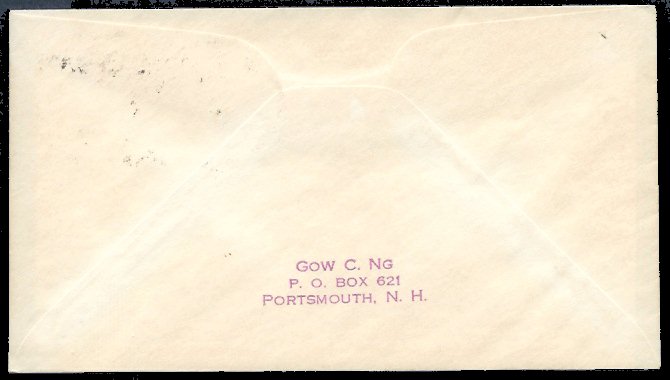 Gow C. Ng
P. O. BOX 621
PORTSMOUTH, N. H.